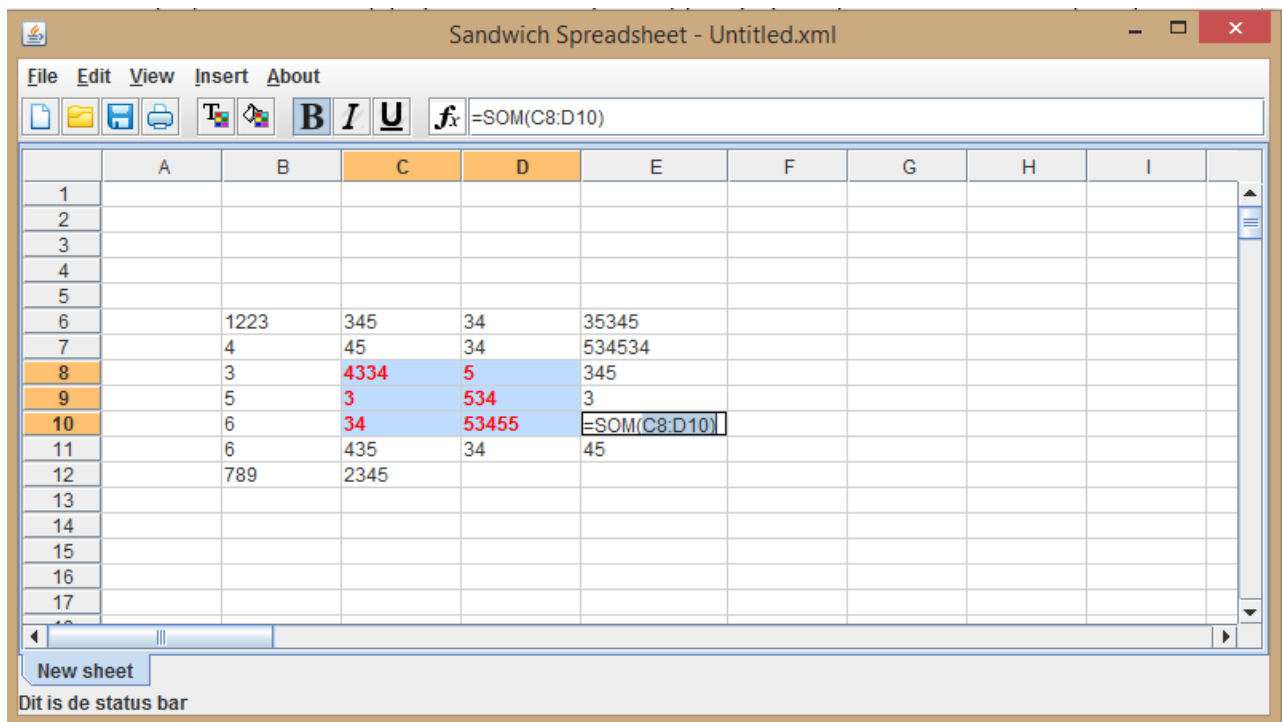 Sandwich Spreadsheet - Untitled.xml
File Edit View Insert About
B I U fx =SOM(C8:D10)
A B C D E F G H I
1
2
3
4
5
6 1223 345 34 35345
7 4 45 34 534534
8 3 4334 5 345
9 5 3 534 3
10 6 34 53455 =SOM(C8:D10)
11 6 435 34 45
12 789 2345
13
14
15
16
17
New sheet
Dit is de status bar